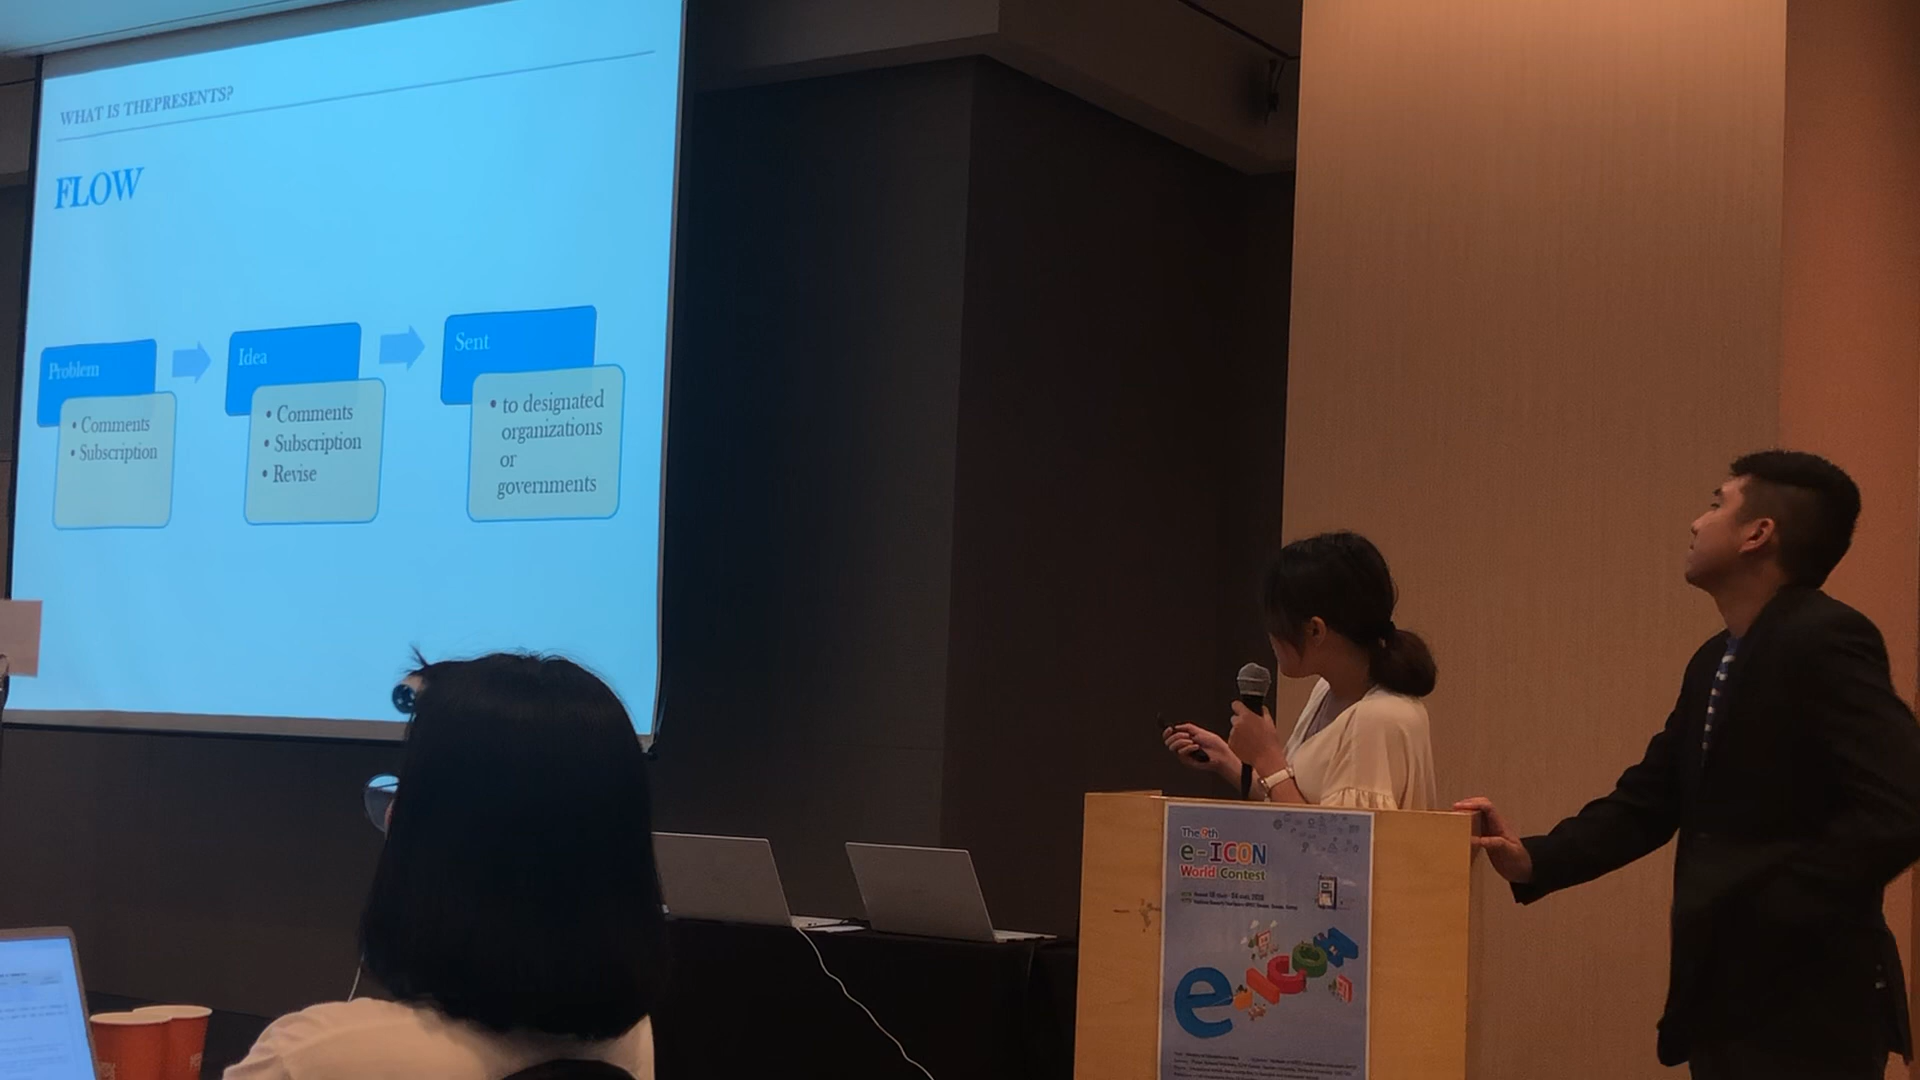 WHAT IS THEPRESENTS?
FLOW
Problem
• Comments
• Subscription
Idea
• Comments
• Subscription
• Revise
Sent
• to designated
organizations
or
governments
The 9th
e-ICON
World Contest
e-ICON